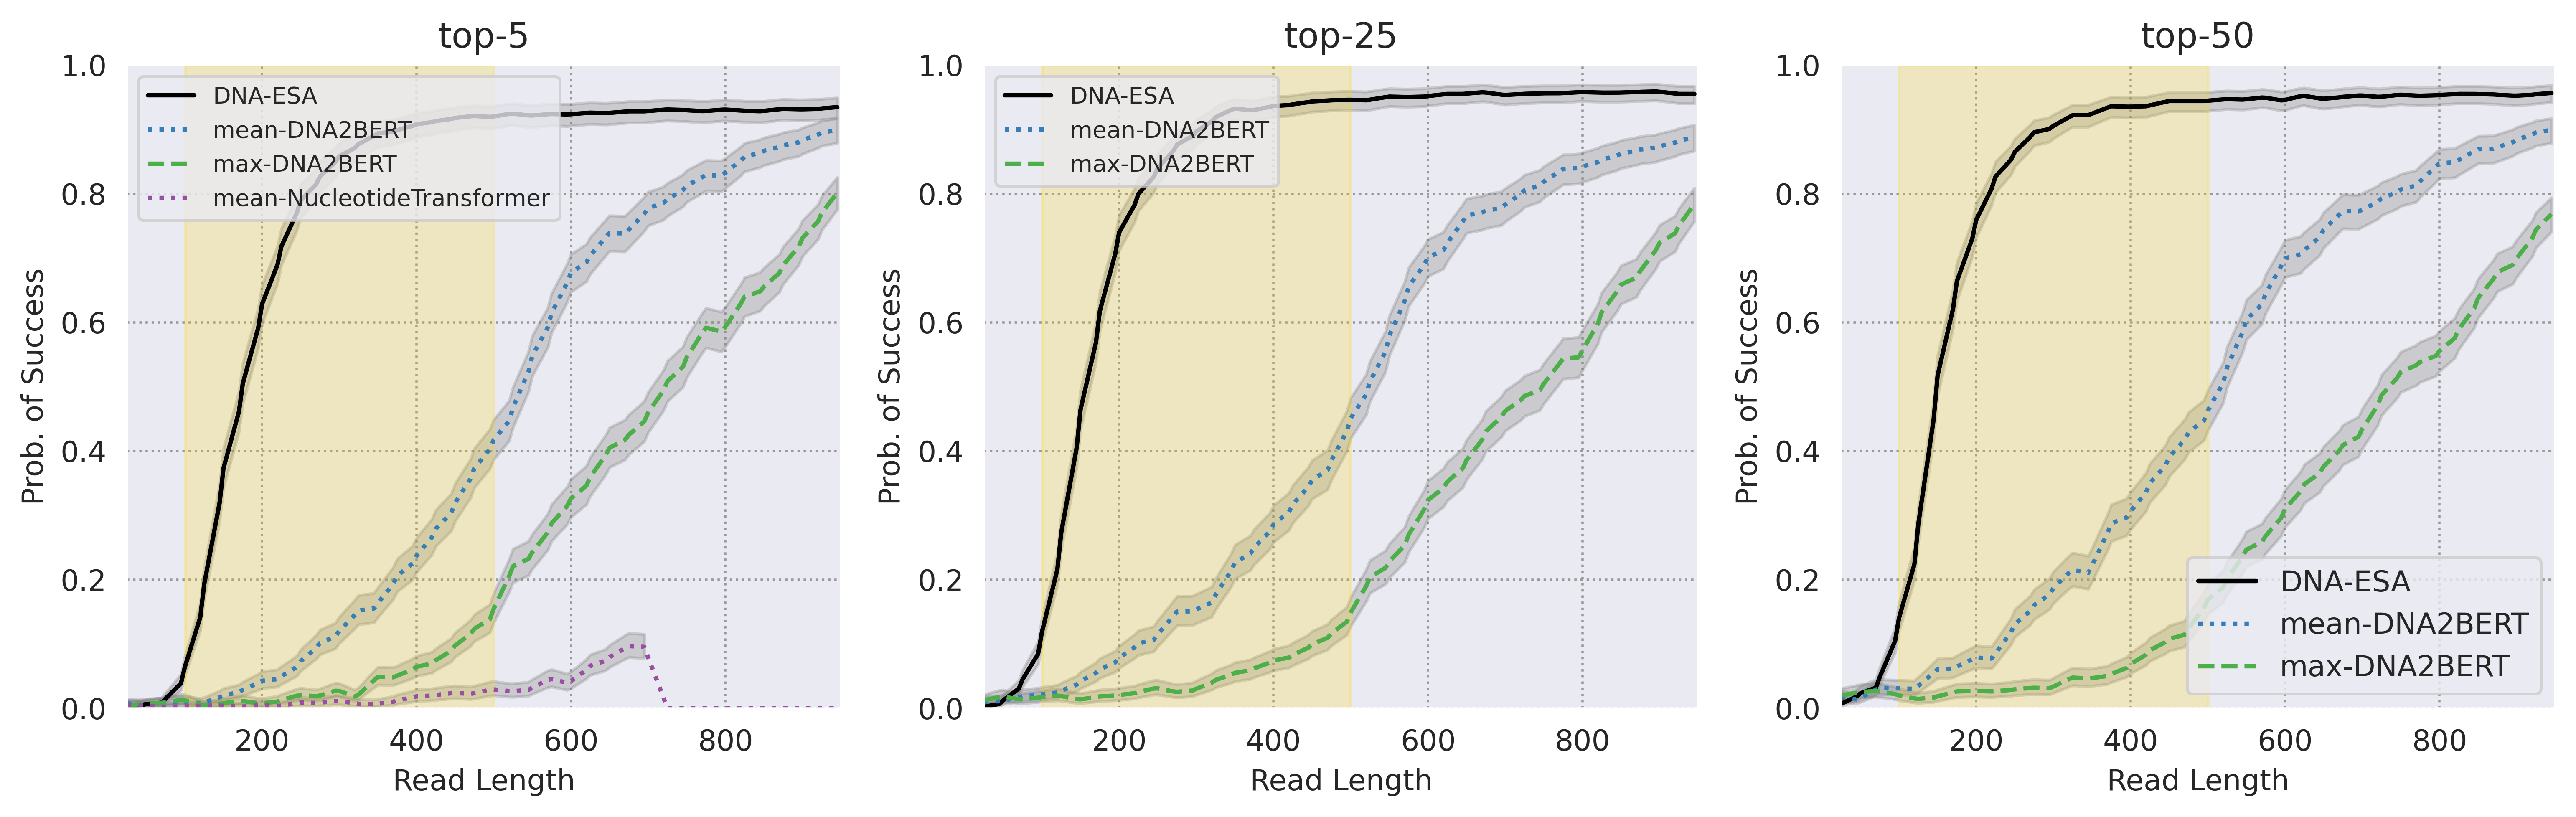 top-5
1.0
0.8
0.6
0.4
0.2
0.0
Prob. of Success
DNA-ESA
mean-DNA2BERT
max-DNA2BERT
mean-NucleotideTransformer
200 400 600 800
Read Length
top-25
1.0
0.8
0.6
0.4
0.2
0.0
Prob. of Success
DNA-ESA
mean-DNA2BERT
max-DNA2BERT
200 400 600 800
Read Length
top-50
1.0
0.8
0.6
0.4
0.2
0.0
Prob. of Success
DNA-ESA
mean-DNA2BERT
max-DNA2BERT
200 400 600 800
Read Length